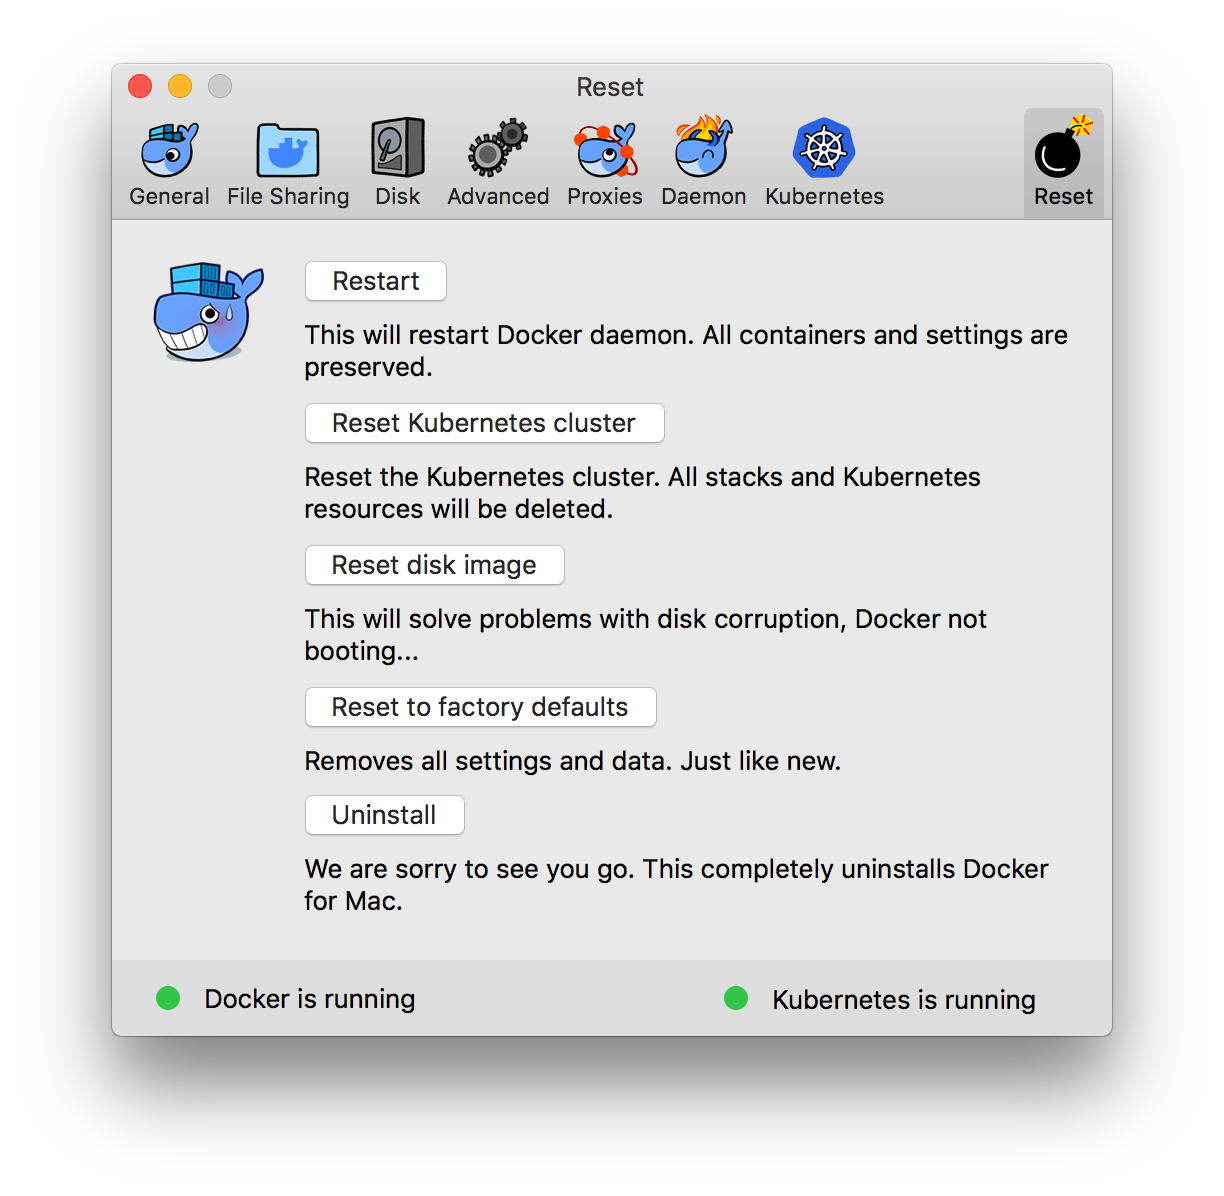 Reset
General File Sharing Disk Advanced Proxies Daemon Kubernetes Reset
Restart
This will restart Docker daemon. All containers and settings are
preserved.
Reset Kubernetes cluster
Reset the Kubernetes cluster. All stacks and Kubernetes
resources will be deleted.
Reset disk image
This will solve problems with disk corruption, Docker not
booting...
Reset to factory defaults
Removes all settings and data. Just like new.
Uninstall
We are sorry to see you go. This completely uninstalls Docker
for Mac.
Docker is running Kubernetes is running